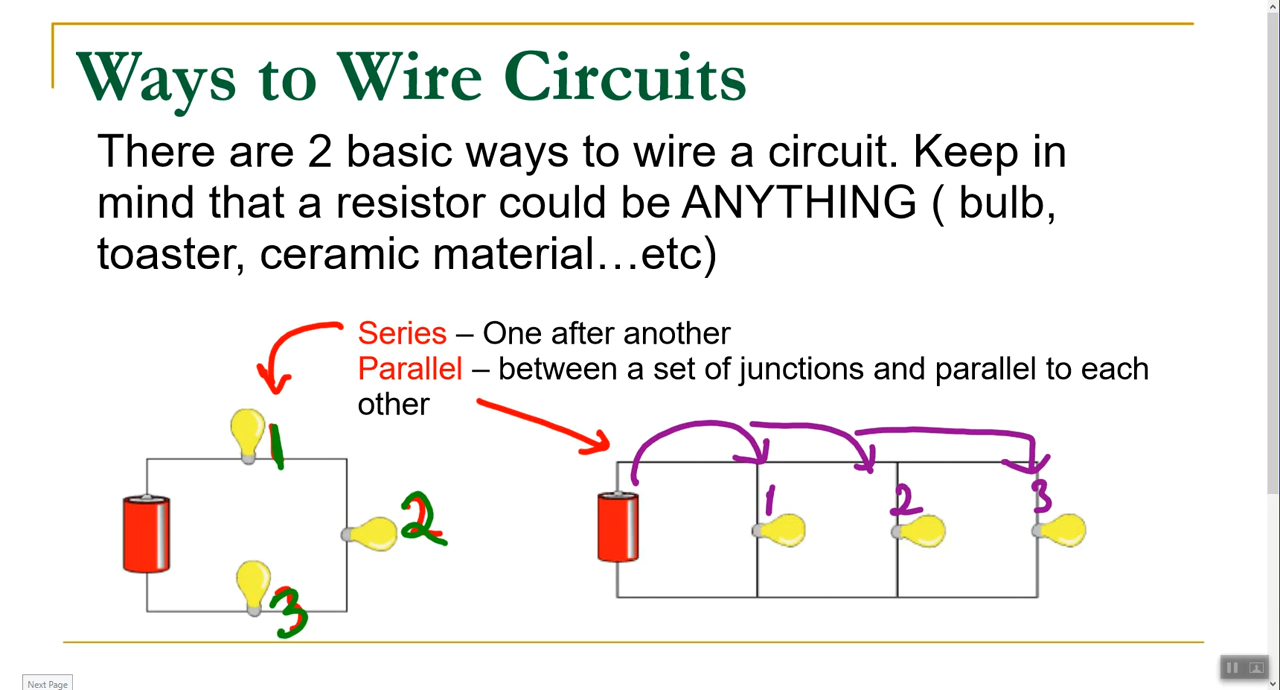 Ways to Wire Circuits
There are 2 basic ways to wire a circuit. Keep in
mind that a resistor could be ANYTHING ( bulb,
toaster, ceramic material…etc)
Series – One after another
Parallel – between a set of junctions and parallel to each
other
1
2
3
1
2
3
Next Page